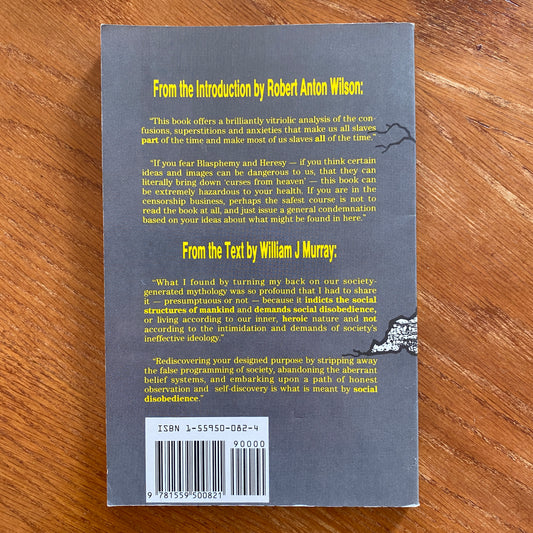 From the Introduction by Robert Anton Wilson:
"This book offers a brilliantly vitriolic analysis of the con-
fusions, superstitions and anxieties that make us all slaves
part of the time and make most of us slaves all of the time."
"If you fear Blasphemy and Heresy — if you think certain
ideas and images can be dangerous to us, that they can
literally bring down 'curses from heaven' — this book can
be extremely hazardous to your health. If you are in the
censorship business, perhaps the safest course is not to
read the book at all, and just issue a general condemnation
based on your ideas about what might be found in here."
From the Text by William J Murray:
"What I found by turning my back on our society-
generated mythology was so profound that I had to share
it — presumptuous or not — because it indicts the social
structures of mankind and demands social disobedience,
or living according to our inner, heroic nature and not
according to the intimidation and demands of society's
ineffective ideology."
"Rediscovering your designed purpose by stripping away
the false programming of society, abandoning the aberrant
belief systems, and embarking upon a path of honest
observation and self-discovery is what is meant by social
disobedience."
ISBN 1-55950-082-4
90000
9 781559 500821